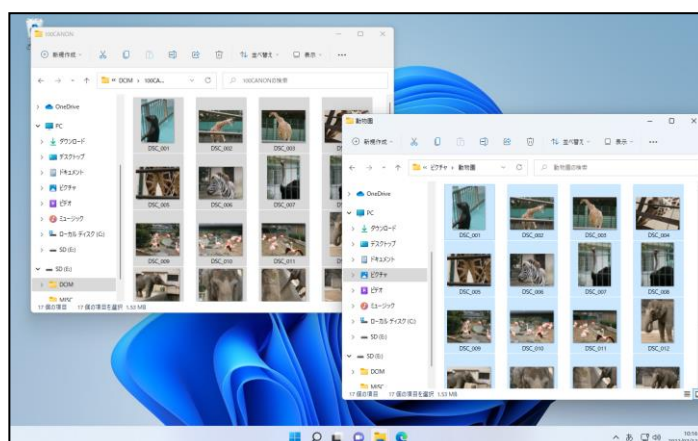 100CANON
新規作成
並べ替え
表示
DCIM › 100CA...
100CANONの検索
OneDrive
PC
ダウンロード
デスクトップ
ドキュメント
ピクチャ
ビデオ
ミュージック
ローカル ディスク (C:)
SD (E:)
SD (E:)
DCIM
MISC
DSC_001
DSC_002
DSC_003
DSC_005
DSC_006
DSC_007
DSC_009
DSC_010
DSC_011
17 個の項目
17 個の項目を選択 1.53 MB
動物園
新規作成
並べ替え
表示
ピクチャ › 動物園
動物園の検索
OneDrive
PC
ダウンロード
デスクトップ
ドキュメント
ピクチャ
ビデオ
ミュージック
ローカル ディスク (C:)
SD (E:)
SD (E:)
DCIM
MISC
DSC_001
DSC_002
DSC_003
DSC_004
DSC_005
DSC_006
DSC_007
DSC_008
DSC_009
DSC_010
DSC_011
DSC_012
17 個の項目
17 個の項目を選択 1.53 MB
あ